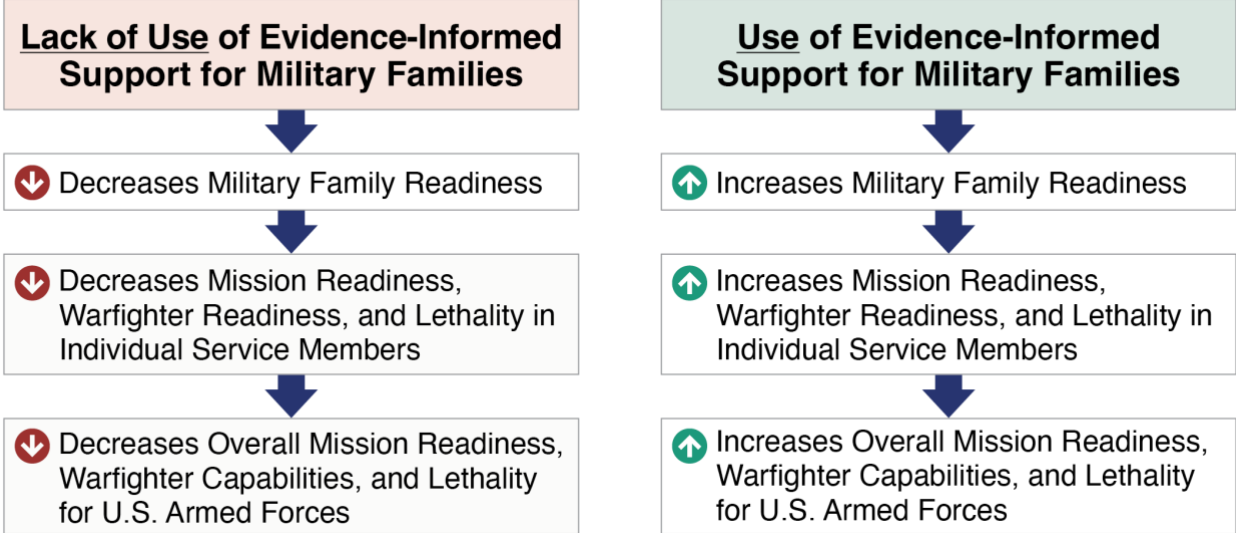 Lack of Use of Evidence-Informed
Support for Military Families
Decreases Military Family Readiness
Decreases Mission Readiness,
Warfighter Readiness, and Lethality in
Individual Service Members
Decreases Overall Mission Readiness,
Warfighter Capabilities, and Lethality
for U.S. Armed Forces
Use of Evidence-Informed
Support for Military Families
Increases Military Family Readiness
Increases Mission Readiness,
Warfighter Readiness, and Lethality in
Individual Service Members
Increases Overall Mission Readiness,
Warfighter Capabilities, and Lethality
for U.S. Armed Forces